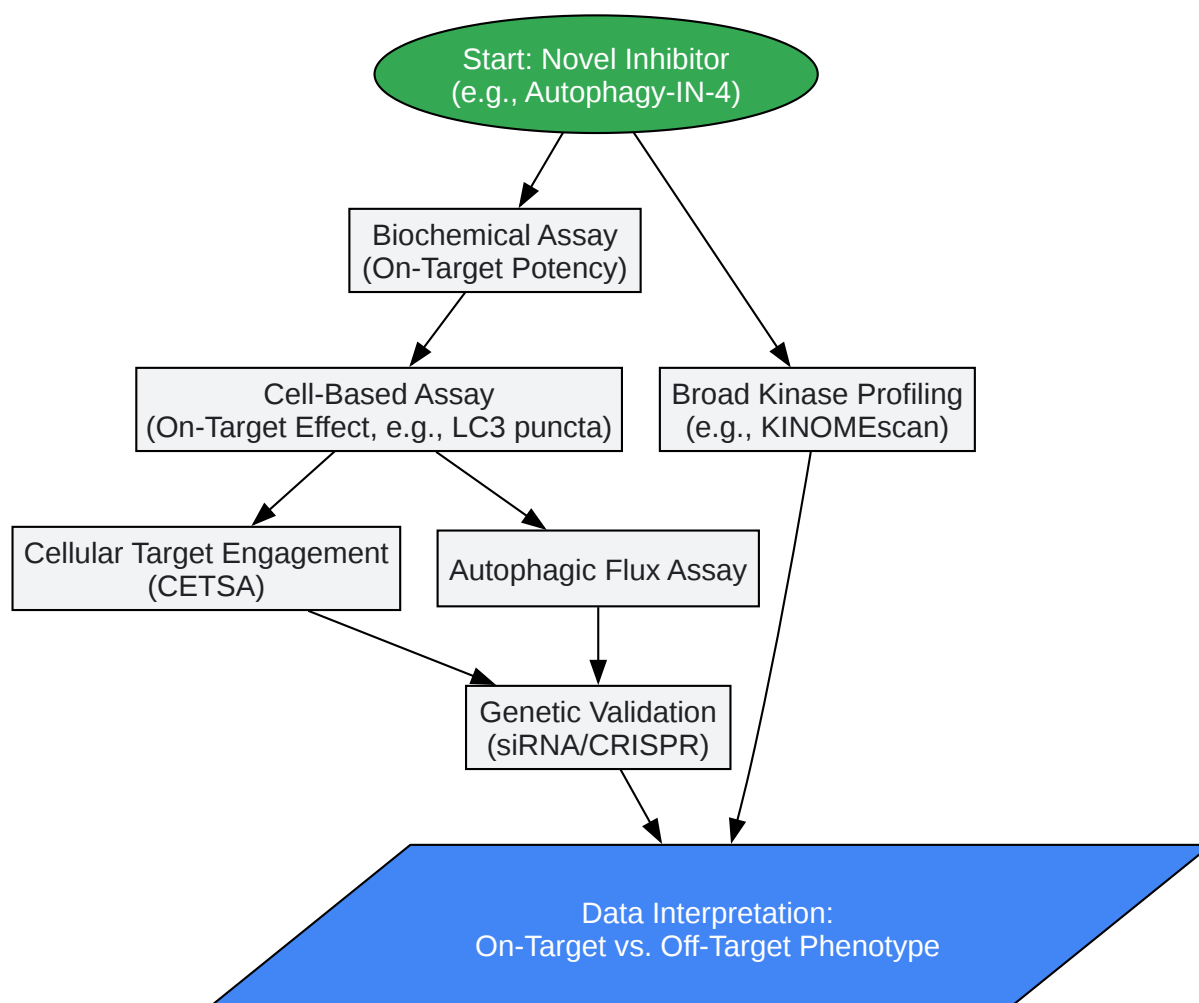 Start: Novel Inhibitor
(e.g., Autophagy-IN-4)
Biochemical Assay
(On-Target Potency)
Cell-Based Assay
(On-Target Effect, e.g., LC3 puncta)
Broad Kinase Profiling
(e.g., KINOMEscan)
Cellular Target Engagement
(CETSA)
Autophagic Flux Assay
Genetic Validation
(siRNA/CRISPR)
Data Interpretation:
On-Target vs. Off-Target Phenotype